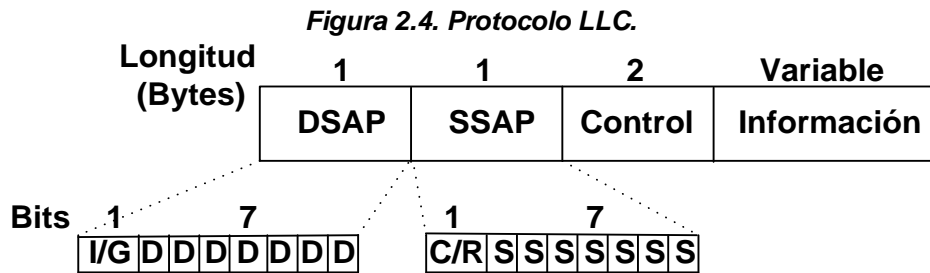 Figura 2.4. Protocolo LLC.
Longitud (Bytes) 1 1 2 Variable
DSAP SSAP Control Información
Bits 1 7 1 7
I/G D D D D D D D C/R S S S S S S S